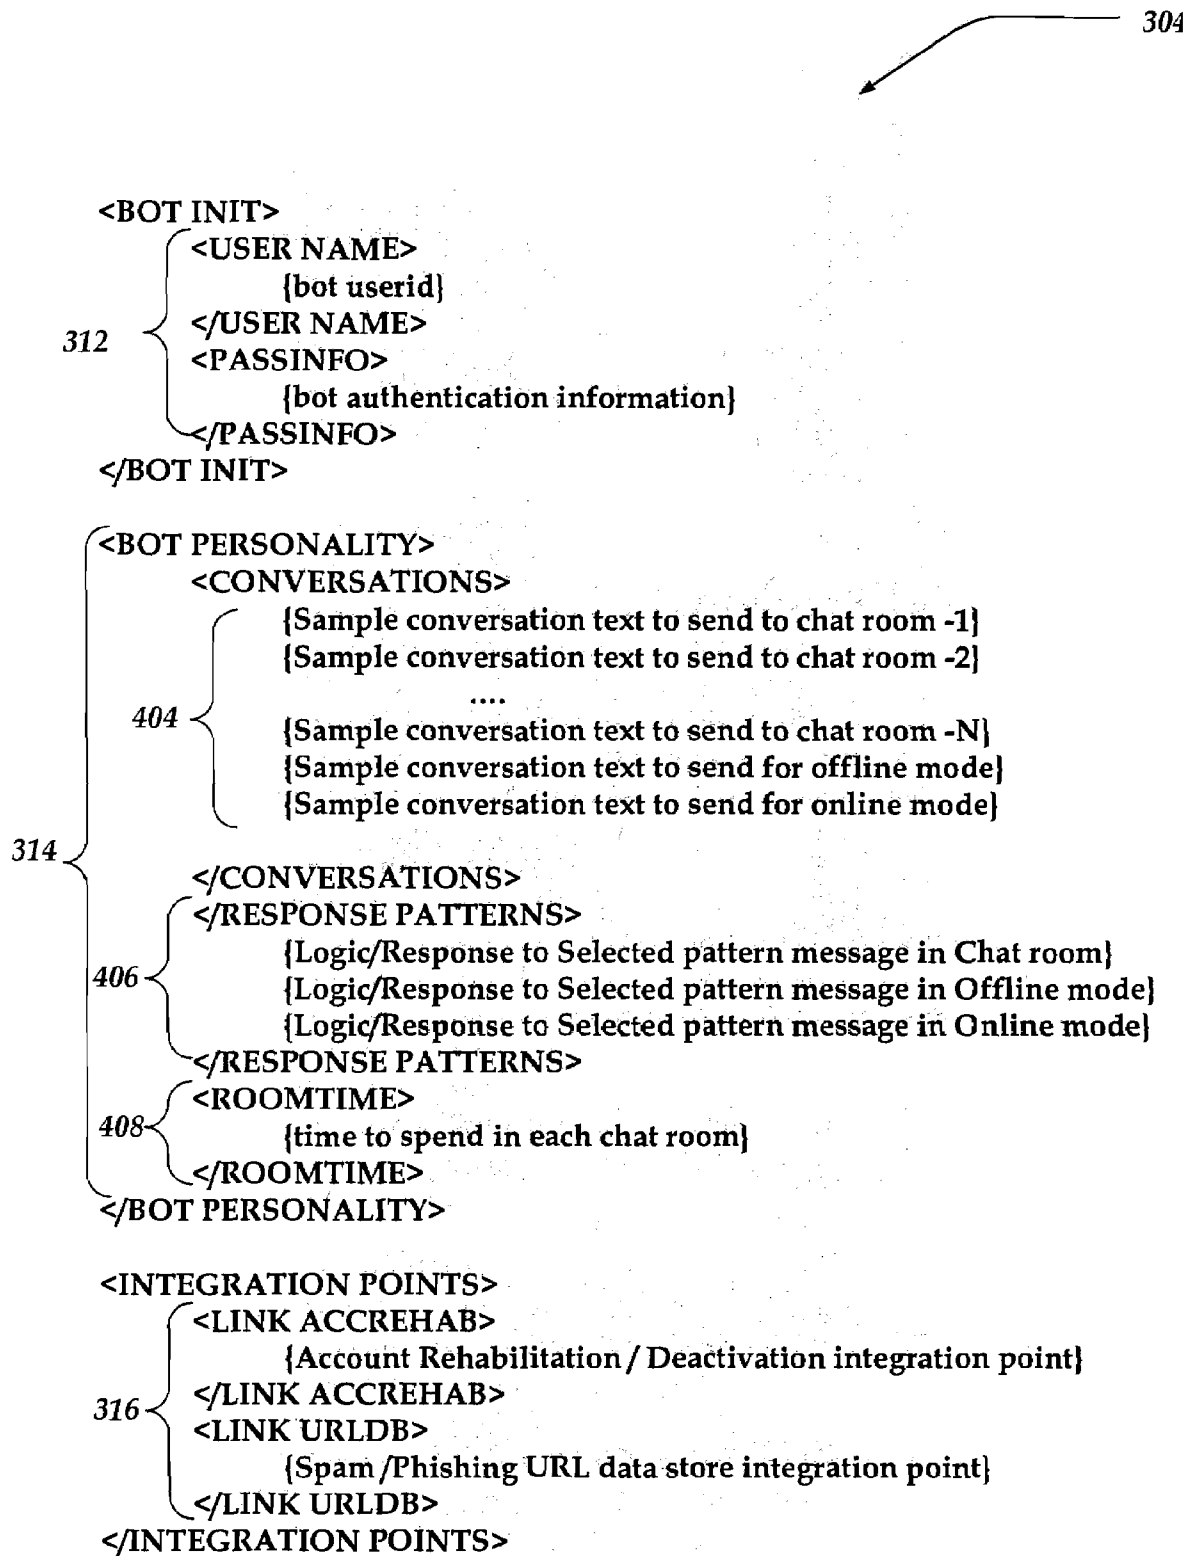 304
<BOT INIT>
<USER NAME>
{bot userid}
</USER NAME>
312
<PASSINFO>
{bot authentication information}
</PASSINFO>
</BOT INIT>
<BOT PERSONALITY>
<CONVERSATIONS>
{Sample conversation text to send to chat room -1}
{Sample conversation text to send to chat room -2}
....
404
{Sample conversation text to send to chat room -N}
{Sample conversation text to send for offline mode}
{Sample conversation text to send for online mode}
314
</CONVERSATIONS>
</RESPONSE PATTERNS>
{Logic/Response to Selected pattern message in Chat room}
406
{Logic/Response to Selected pattern message in Offline mode}
{Logic/Response to Selected pattern message in Online mode}
</RESPONSE PATTERNS>
<ROOMTIME>
408
{time to spend in each chat room}
</ROOMTIME>
</BOT PERSONALITY>
<INTEGRATION POINTS>
<LINK ACCREHAB>
{Account Rehabilitation / Deactivation integration point}
</LINK ACCREHAB>
316
<LINK URLDB>
{Spam /Phishing URL data store integration point}
</LINK URLDB>
</INTEGRATION POINTS>